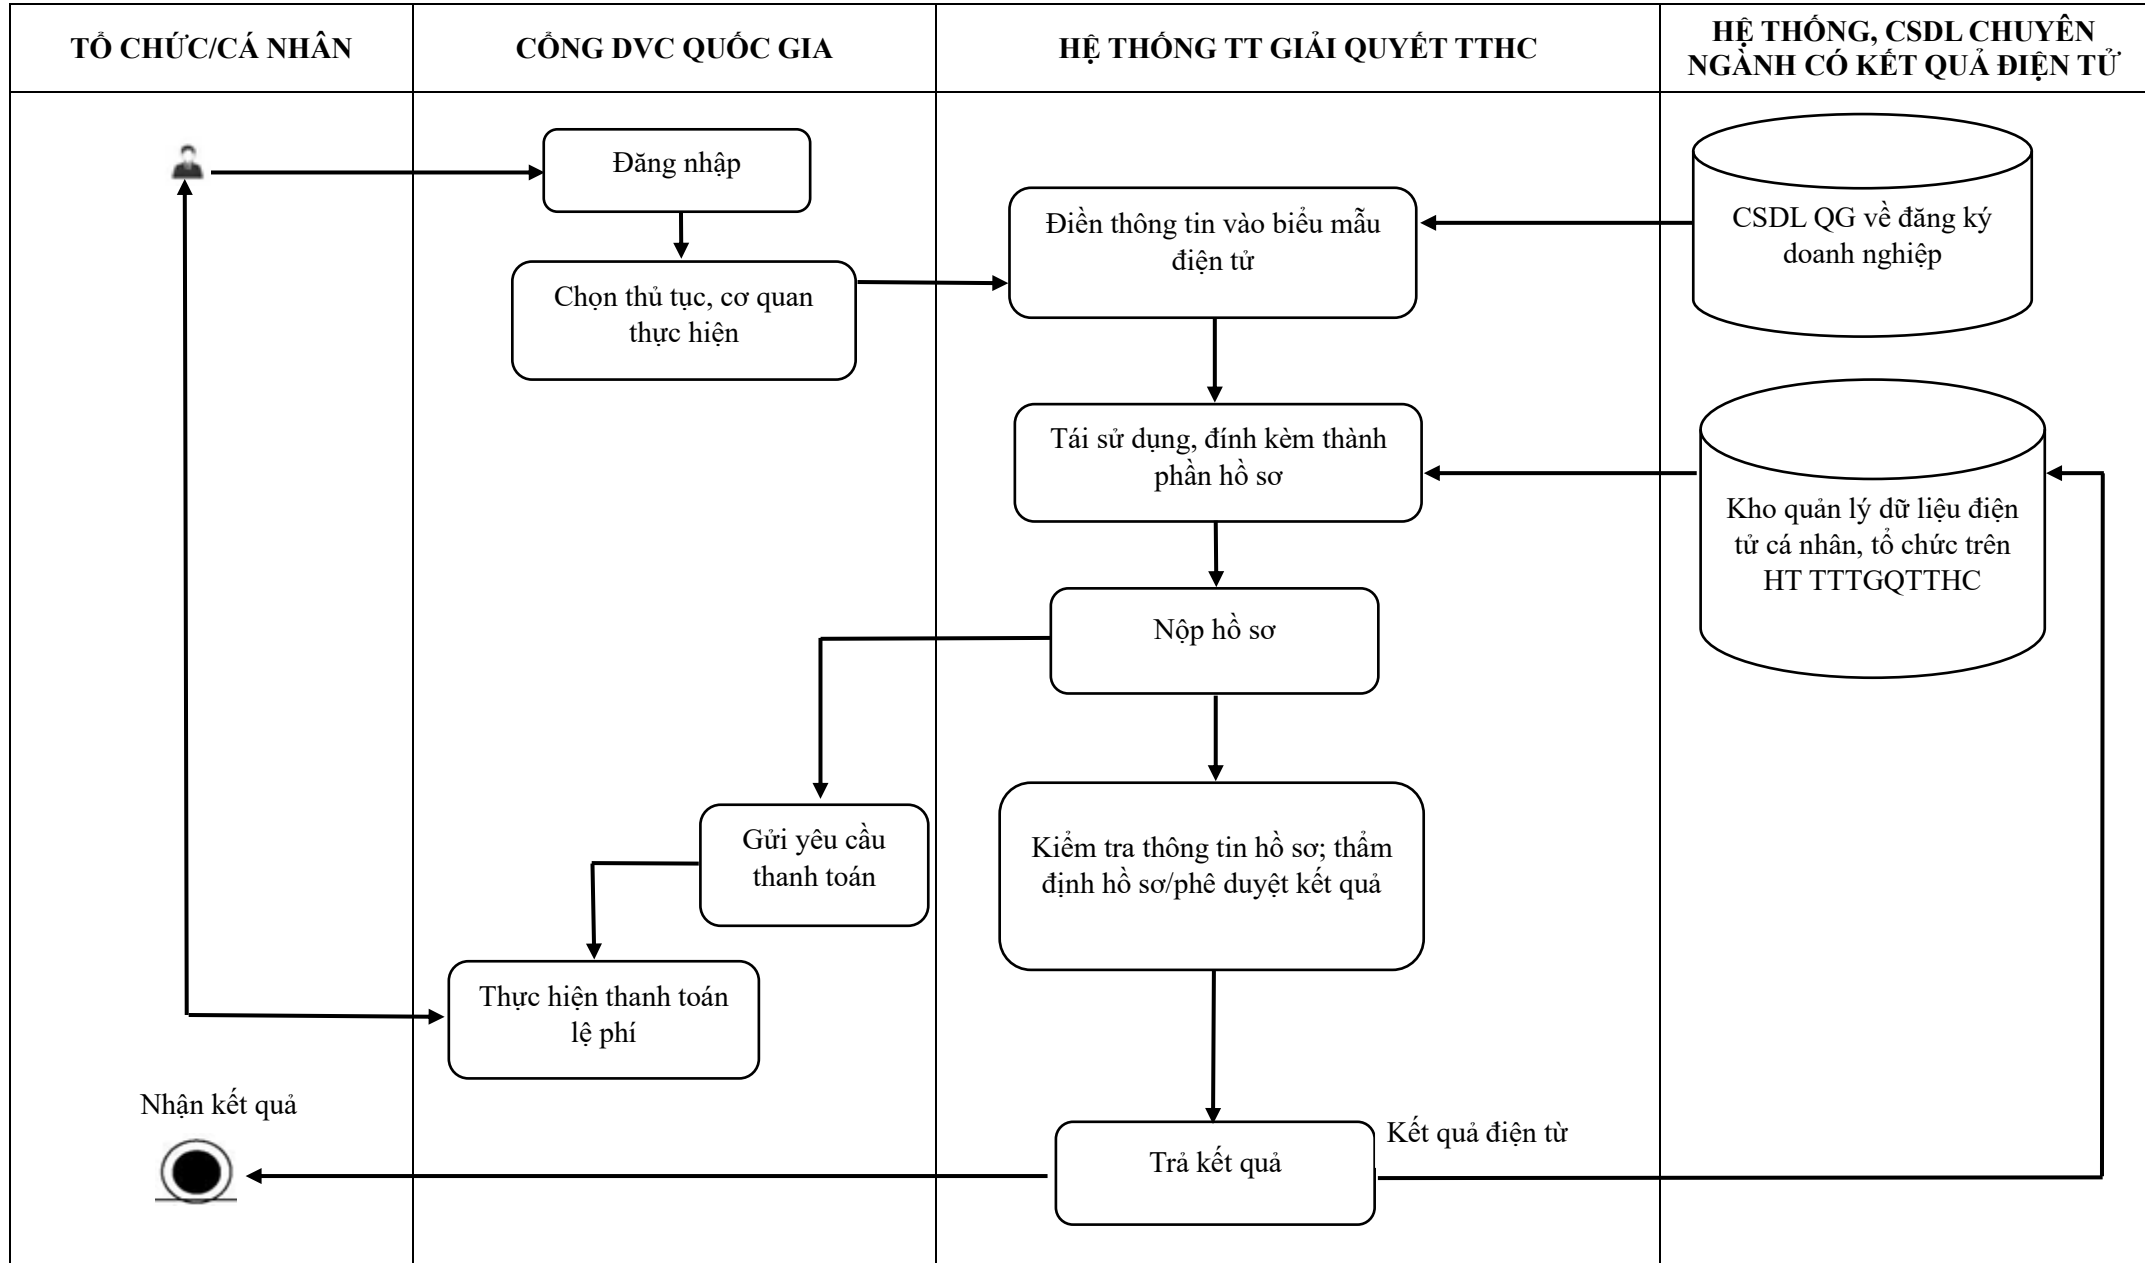 TỔ CHỨC/CÁ NHÂN
CỔNG DVC QUỐC GIA
HỆ THỐNG TT GIẢI QUYẾT TTHC
HỆ THỐNG, CSDL CHUYÊN
NGÀNH CÓ KẾT QUẢ ĐIỆN TỬ
Đăng nhập
Chọn thủ tục, cơ quan
thực hiện
Điền thông tin vào biểu mẫu
điện tử
CSDL QG về đăng ký
doanh nghiệp
Tái sử dụng, đính kèm thành
phần hồ sơ
Kho quản lý dữ liệu điện
tử cá nhân, tổ chức trên
HT TTTGQTTHC
Nộp hồ sơ
Gửi yêu cầu
thanh toán
Kiểm tra thông tin hồ sơ; thẩm
định hồ sơ/phê duyệt kết quả
Thực hiện thanh toán
lệ phí
Nhận kết quả
Trả kết quả
Kết quả điện từ